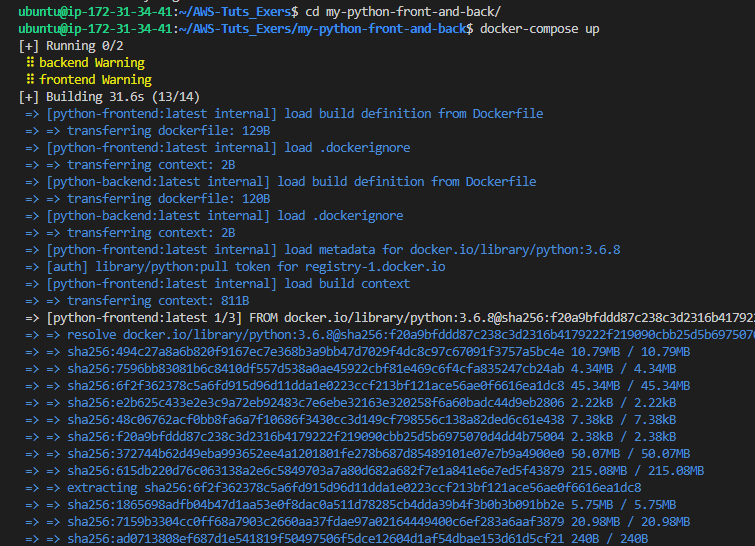 ubuntu@ip-172-31-34-41:~/AWS-Tuts_Exers$ cd my-python-front-and-back/
ubuntu@ip-172-31-34-41:~/AWS-Tuts_Exers/my-python-front-and-back$ docker-compose up
[+] Running 0/2
⠿ backend Warning
⠿ frontend Warning
[+] Building 31.6s (13/14)
=> [python-frontend:latest internal] load build definition from Dockerfile
=> => transferring dockerfile: 129B
=> [python-frontend:latest internal] load .dockerignore
=> => transferring context: 2B
=> [python-backend:latest internal] load build definition from Dockerfile
=> => transferring dockerfile: 120B
=> [python-backend:latest internal] load .dockerignore
=> => transferring context: 2B
=> [python-frontend:latest internal] load metadata for docker.io/library/python:3.6.8
=> [auth] library/python:pull token for registry-1.docker.io
=> [python-frontend:latest internal] load build context
=> => transferring context: 811B
=> [python-frontend:latest 1/3] FROM docker.io/library/python:3.6.8@sha256:f20a9bfddd87c238c3d2316b4179222
=> => resolve docker.io/library/python:3.6.8@sha256:f20a9bfddd87c238c3d2316b4179222f219090cbb25d5b6975070
=> => sha256:494c27a8a6b820f9167ec7e368b3a9bb47d7029f4dc8c97c67091f3757a5bc4e 10.79MB / 10.79MB
=> => sha256:7596bb83081b6c8410df557d538a0ae45922cbf81e469c6f4cfa835247cb24ab 4.34MB / 4.34MB
=> => sha256:6f2f362378c5a6fd915d96d11dda1e0223ccf213bf121ace56ae0f6616ea1dc8 45.34MB / 45.34MB
=> => sha256:e2b625c433e2e3c9a72eb92483c7e6ebe32163e320258f6a60badc44d9eb2806 2.22kB / 2.22kB
=> => sha256:48c06762acf0bb8fa6a7f10686f3430cc3d149cf798556c138a82ded6c61e438 7.38kB / 7.38kB
=> => sha256:f20a9bfddd87c238c3d2316b4179222f219090cbb25d5b6975070d4dd4b75004 2.38kB / 2.38kB
=> => sha256:372744b62d49eba993652ee4a1201801fe278b687d85489101e07e7b9a4900e0 50.07MB / 50.07MB
=> => sha256:615db220d76c063138a2e6c5849703a7a80d682a682f7e1a841e6e7ed5f43879 215.08MB / 215.08MB
=> => extracting sha256:6f2f362378c5a6fd915d96d11dda1e0223ccf213bf121ace56ae0f6616ea1dc8
=> => sha256:1865698adfb04b47d1aa53e0f8dac0a511d78285cb4dda39b4f3b0b3b091bb2e 5.75MB / 5.75MB
=> => sha256:7159b3304cc0ff68a7903c2660aa37fdae97a02164449400c6ef283a6aaf3879 20.98MB / 20.98MB
=> => sha256:ad0713808ef687d1e541819f50497506f5dce12604d1af54dbae153d61d5cf21 240B / 240B